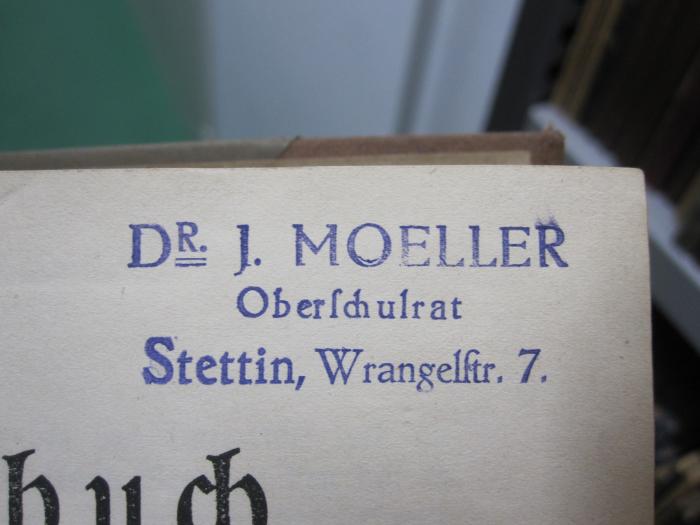 DR. J. MOELLER
Oberſchulrat
Stettin, Wrangelſtr. 7.
buch